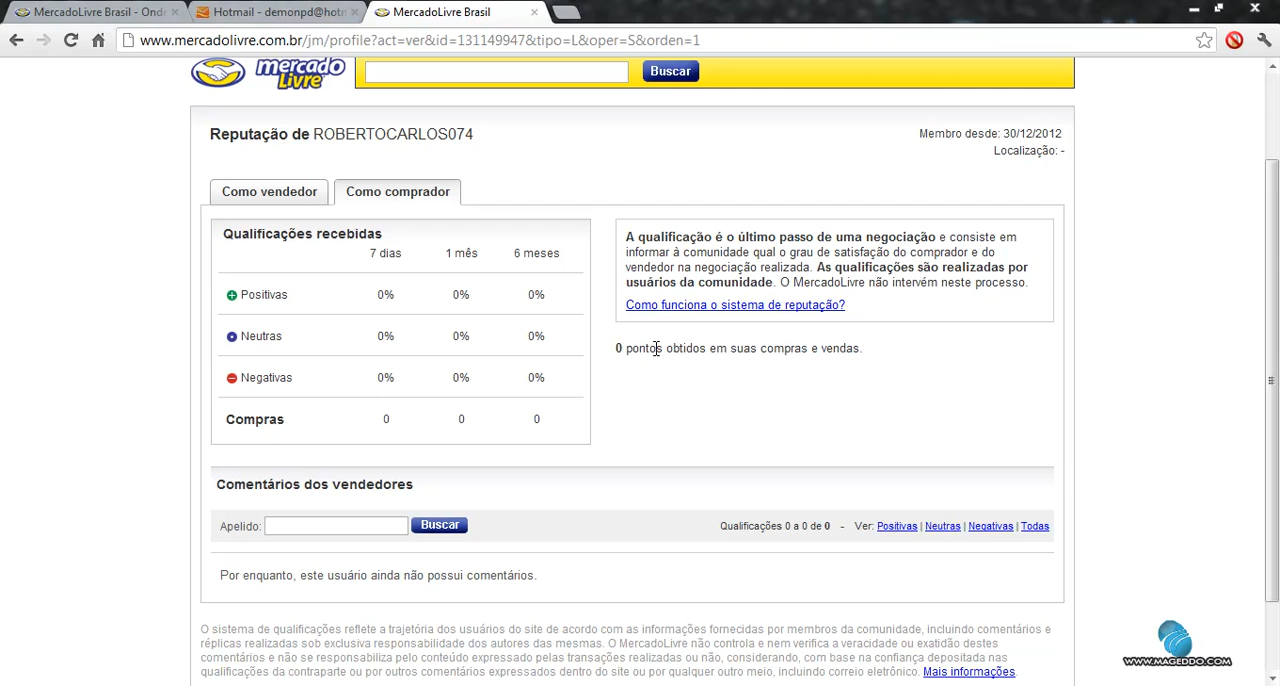 MercadoLivre Brasil - Ond
Hotmail - demonpd@hotn
MercadoLivre Brasil
www.mercadolivre.com.br/jm/profile?act=ver&id=131149947&tipo=L&oper=S&orden=1
mercado Livre
Buscar
Reputação de ROBERTOCARLOS074
Membro desde: 30/12/2012
Localização: -
Como vendedor
Como comprador
Qualificações recebidas
7 dias 1 mês 6 meses
Positivas 0% 0% 0%
Neutras 0% 0% 0%
Negativas 0% 0% 0%
Compras 0 0 0
A qualificação é o último passo de uma negociação e consiste em
informar à comunidade qual o grau de satisfação do comprador e do
vendedor na negociação realizada. As qualificações são realizadas por
usuários da comunidade. O MercadoLivre não intervém neste processo.
Como funciona o sistema de reputação?
0 pontos obtidos em suas compras e vendas.
Comentários dos vendedores
Apelido: Buscar Qualificações 0 a 0 de 0 - Ver: Positivas | Neutras | Negativas | Todas
Por enquanto, este usuário ainda não possui comentários.
O sistema de qualificações reflete a trajetória dos usuários do site de acordo com as informações fornecidas por membros da comunidade, incluindo comentários e
réplicas realizadas sob exclusiva responsabilidade dos autores das mesmas. O MercadoLivre não controla e nem verifica a veracidade ou exatidão destes
comentários e não se responsabiliza pelo conteúdo expressado pelas transações realizadas ou não, considerando, com base na confiança depositada nas
qualificações da contraparte ou por outros comentários expressados dentro do site ou por qualquer outro meio, incluindo correio eletrônico. Mais informações.
WWW.MAGEDDO.COM